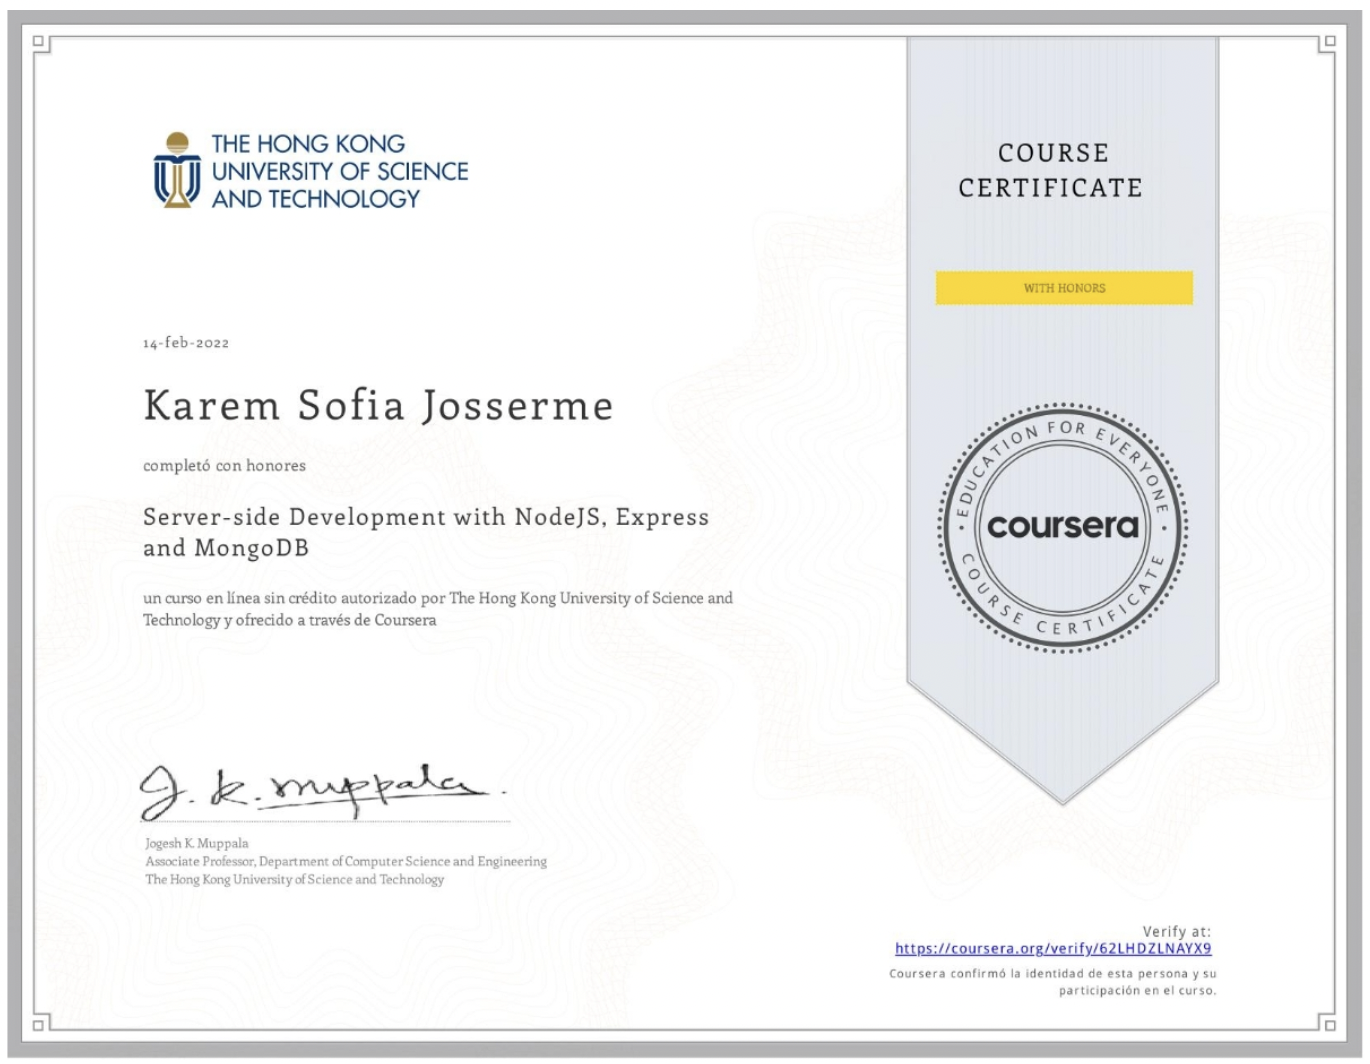 THE HONG KONG
UNIVERSITY OF SCIENCE
AND TECHNOLOGY
COURSE
CERTIFICATE
WITH HONORS
14-feb-2022
Karem Sofia Josserme
completó con honores
Server-side Development with NodeJS, Express
and MongoDB
un curso en línea sin crédito autorizado por The Hong Kong University of Science and
Technology y ofrecido a través de Coursera
EDUCATION FOR EVERYONE
coursera
COURSE CERTIFICATE
J. K. Muppala.
Jogesh K. Muppala
Associate Professor, Department of Computer Science and Engineering
The Hong Kong University of Science and Technology
Verify at:
https://coursera.org/verify/62LHDZLNAYX9
Coursera confirmó la identidad de esta persona y su
participación en el curso.